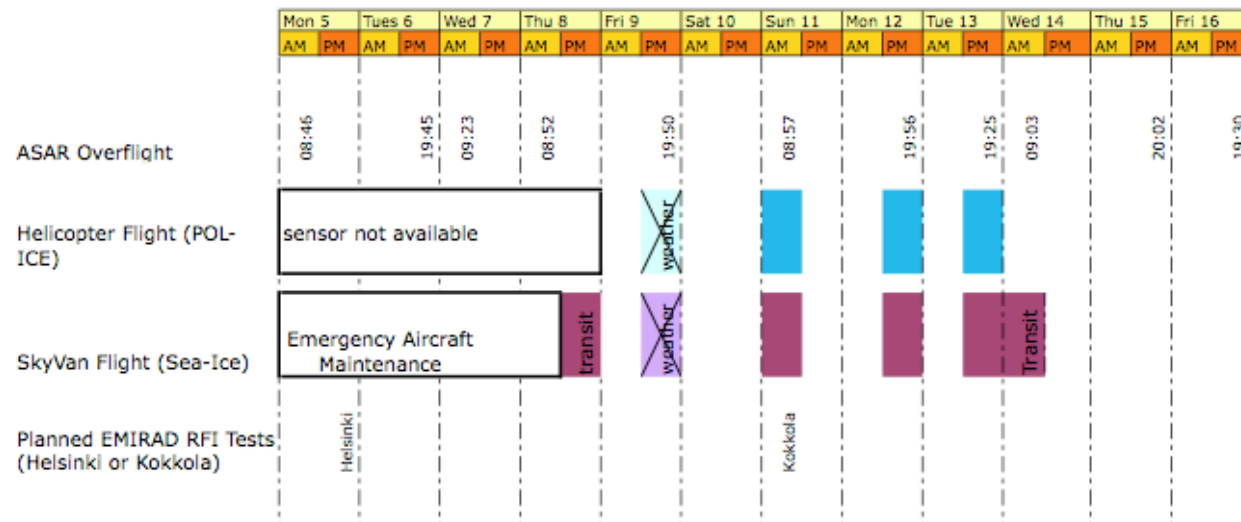 Mon 5 Tues 6 Wed 7 Thu 8 Fri 9 Sat 10 Sun 11 Mon 12 Tue 13 Wed 14 Thu 15 Fri 16
AM PM AM PM AM PM AM PM AM PM AM PM AM PM AM PM AM PM AM PM AM PM AM PM
ASAR Overflight 08:46 19:45 09:23 08:52 19:50 08:57 19:56 19:25 09:03 20:02 19:30
Helicopter Flight (POL-
ICE)
sensor not available
weather
SkyVan Flight (Sea-Ice)
Emergency Aircraft
Maintenance
transit
weather
Transit
Planned EMIRAD RFI Tests
(Helsinki or Kokkola)
Helsinki
Kokkola